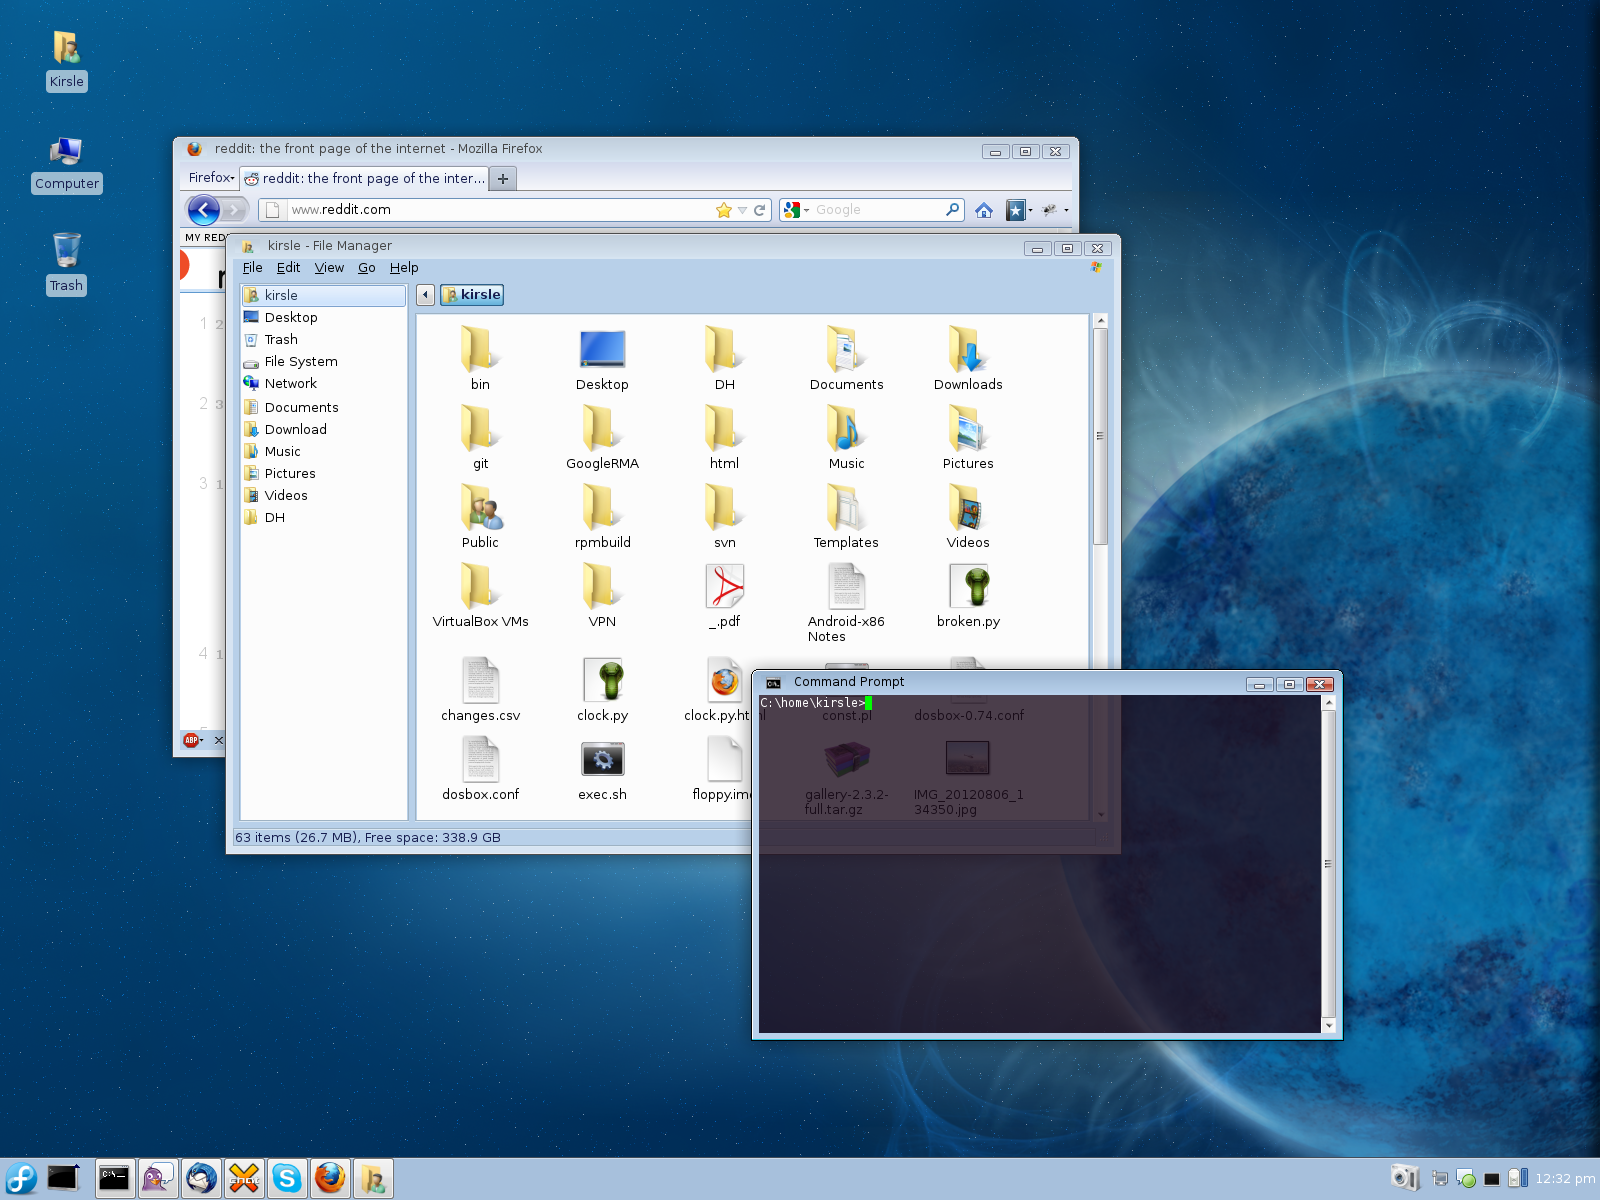 Kirsle
Computer
Trash
reddit: the front page of the internet - Mozilla Firefox
Firefox
reddit: the front page of the inter...
www.reddit.com
Google
MY RED
1
2
2
3
3
1
4
1
ABP
kirsle - File Manager
File Edit View Go Help
kirsle
Desktop
Trash
File System
Network
Documents
Download
Music
Pictures
Videos
DH
kirsle
bin Desktop DH Documents Downloads
git GoogleRMA html Music Pictures
Public rpmbuild svn Templates Videos
VirtualBox VMs VPN _.pdf Android-x86 Notes broken.py
changes.csv clock.py clock.py.html const.pl dosbox-0.74.conf
dosbox.conf exec.sh floppy.im gallery-2.3.2-full.tar.gz IMG_20120806_134350.jpg
63 items (26.7 MB), Free space: 338.9 GB
Command Prompt
C:\home\kirsle>
12:32 pm